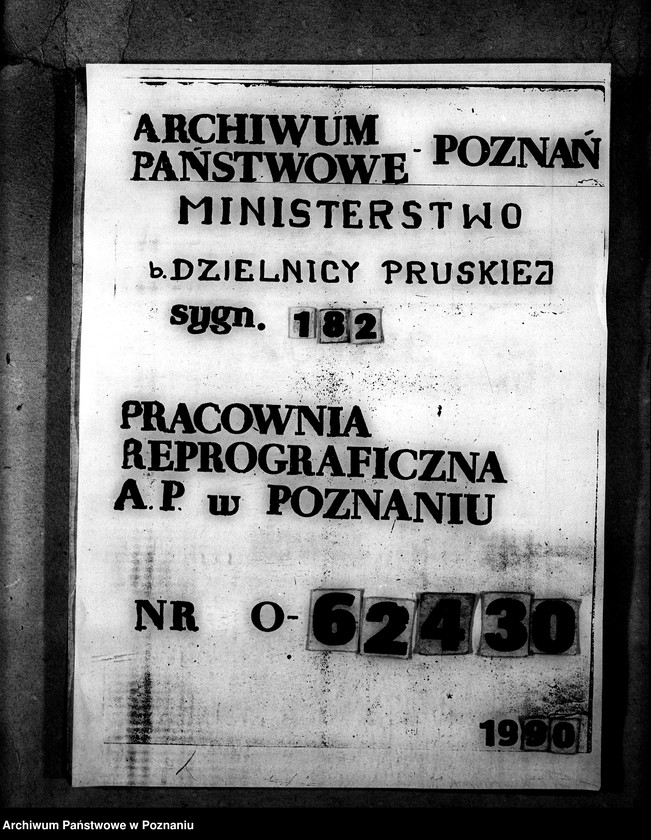 ARCHIWUM
PAŃSTWOWE - POZNAŃ
MINISTERSTWO
b. DZIELNICY PRUSKIEJ
sygn. 182
PRACOWNIA
REPROGRAFICZNA
A. P. w POZNANIU
NR O-62430
1990
Archiwum Państwowe w Poznaniu